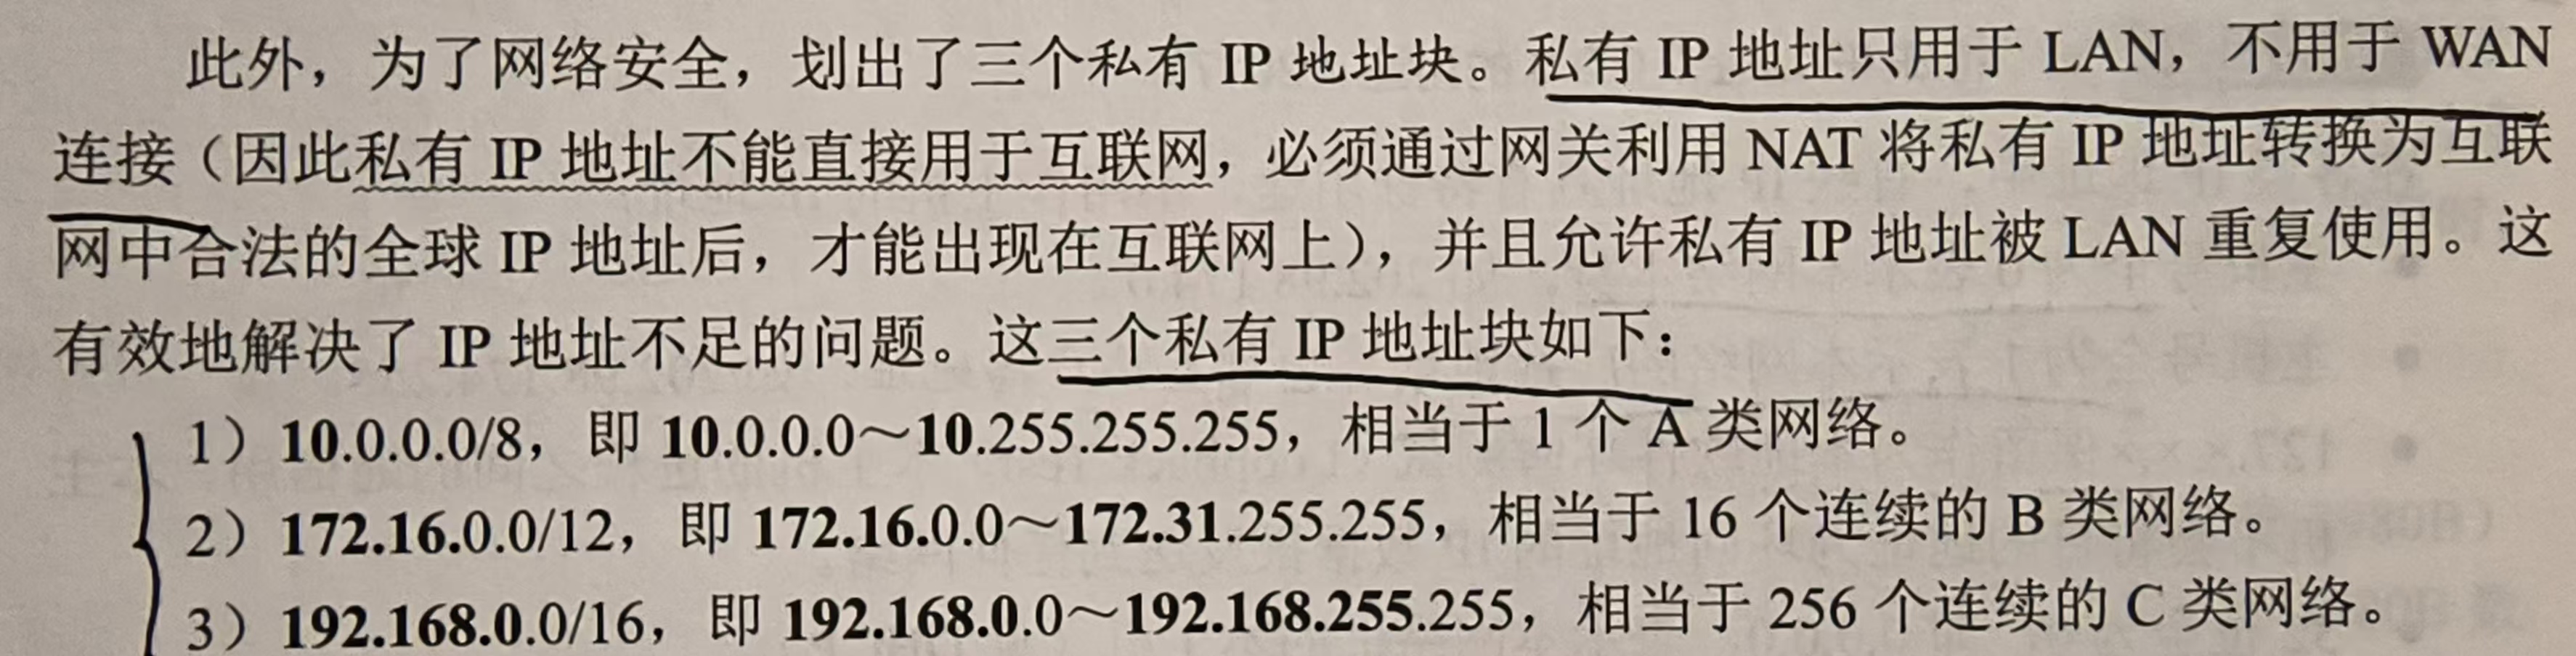 此外，为了网络安全，划出了三个私有 IP 地址块。私有 IP 地址只用于 LAN，不用于 WAN
连接（因此私有 IP 地址不能直接用于互联网，必须通过网关利用 NAT 将私有 IP 地址转换为互联
网中合法的全球 IP 地址后，才能出现在互联网上），并且允许私有 IP 地址被 LAN 重复使用。这
有效地解决了 IP 地址不足的问题。这三个私有 IP 地址块如下：
1）10.0.0.0/8，即 10.0.0.0～10.255.255.255，相当于 1 个 A 类网络。
2）172.16.0.0/12，即 172.16.0.0～172.31.255.255，相当于 16 个连续的 B 类网络。
3）192.168.0.0/16，即 192.168.0.0～192.168.255.255，相当于 256 个连续的 C 类网络。